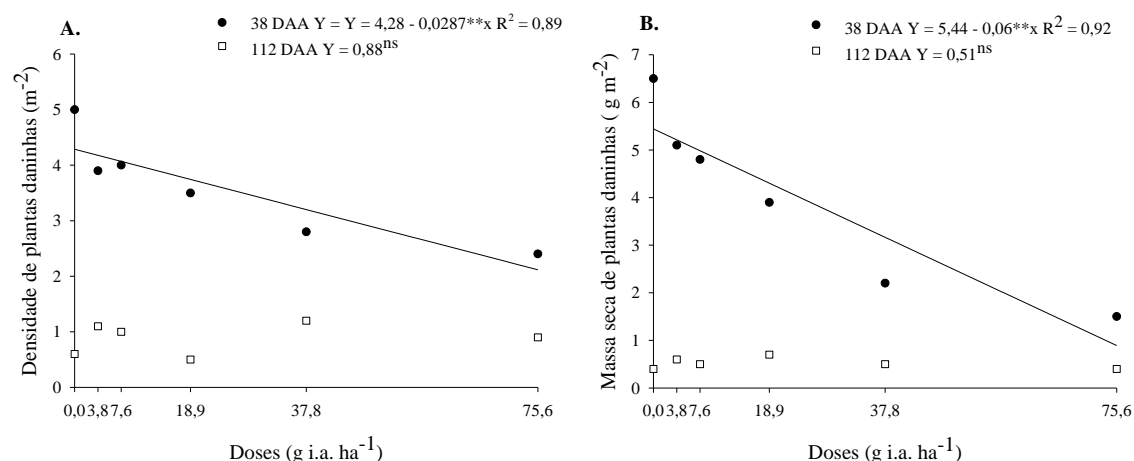 A.
38 DAA Y = Y = 4,28 - 0,0287**x R² = 0,89
112 DAA Y = 0,88ⁿˢ
Densidade de plantas daninhas (m⁻²)
6
5
4
3
2
1
0
0,03,87,6 18,9 37,8 75,6
Doses (g i.a. ha⁻¹)
B.
38 DAA Y = 5,44 - 0,06**x R² = 0,92
112 DAA Y = 0,51ⁿˢ
Massa seca de plantas daninhas ( g m⁻²)
7
6
5
4
3
2
1
0
0,03,87,6 18,9 37,8 75,6
Doses (g i.a. ha⁻¹)